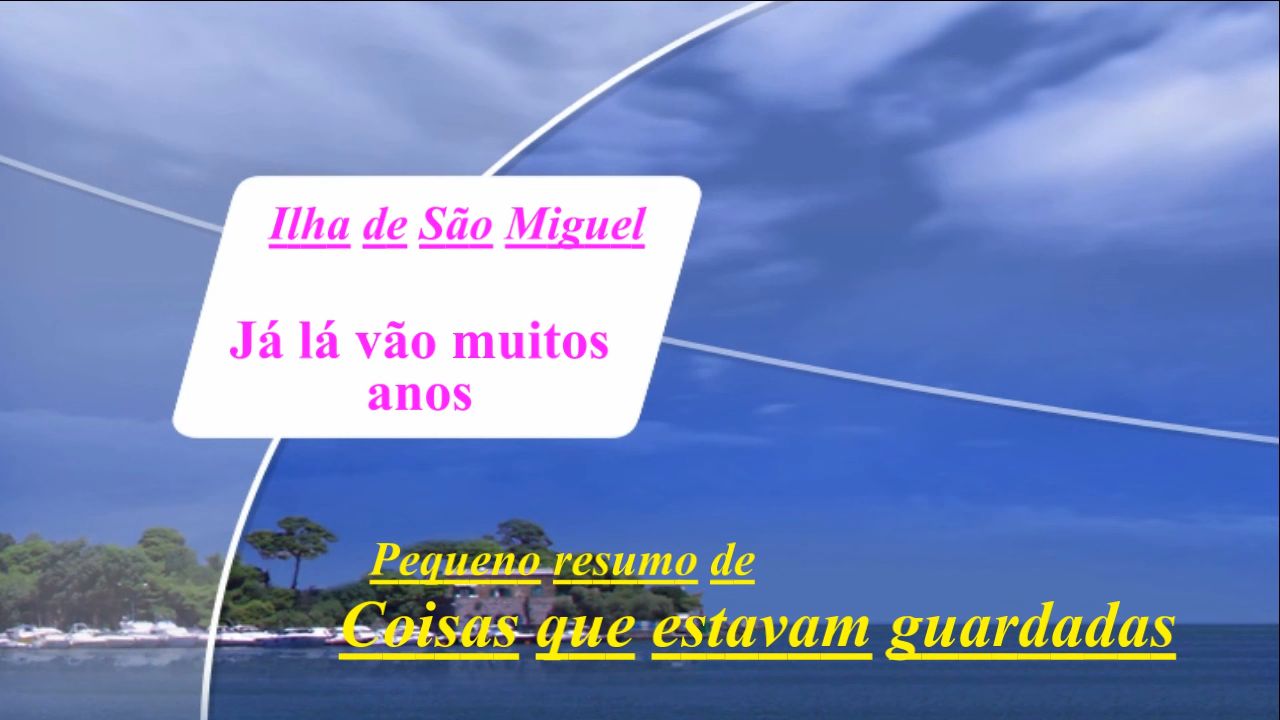 Ilha de São Miguel
Já lá vão muitos
anos
Pequeno resumo de
Coisas que estavam guardadas